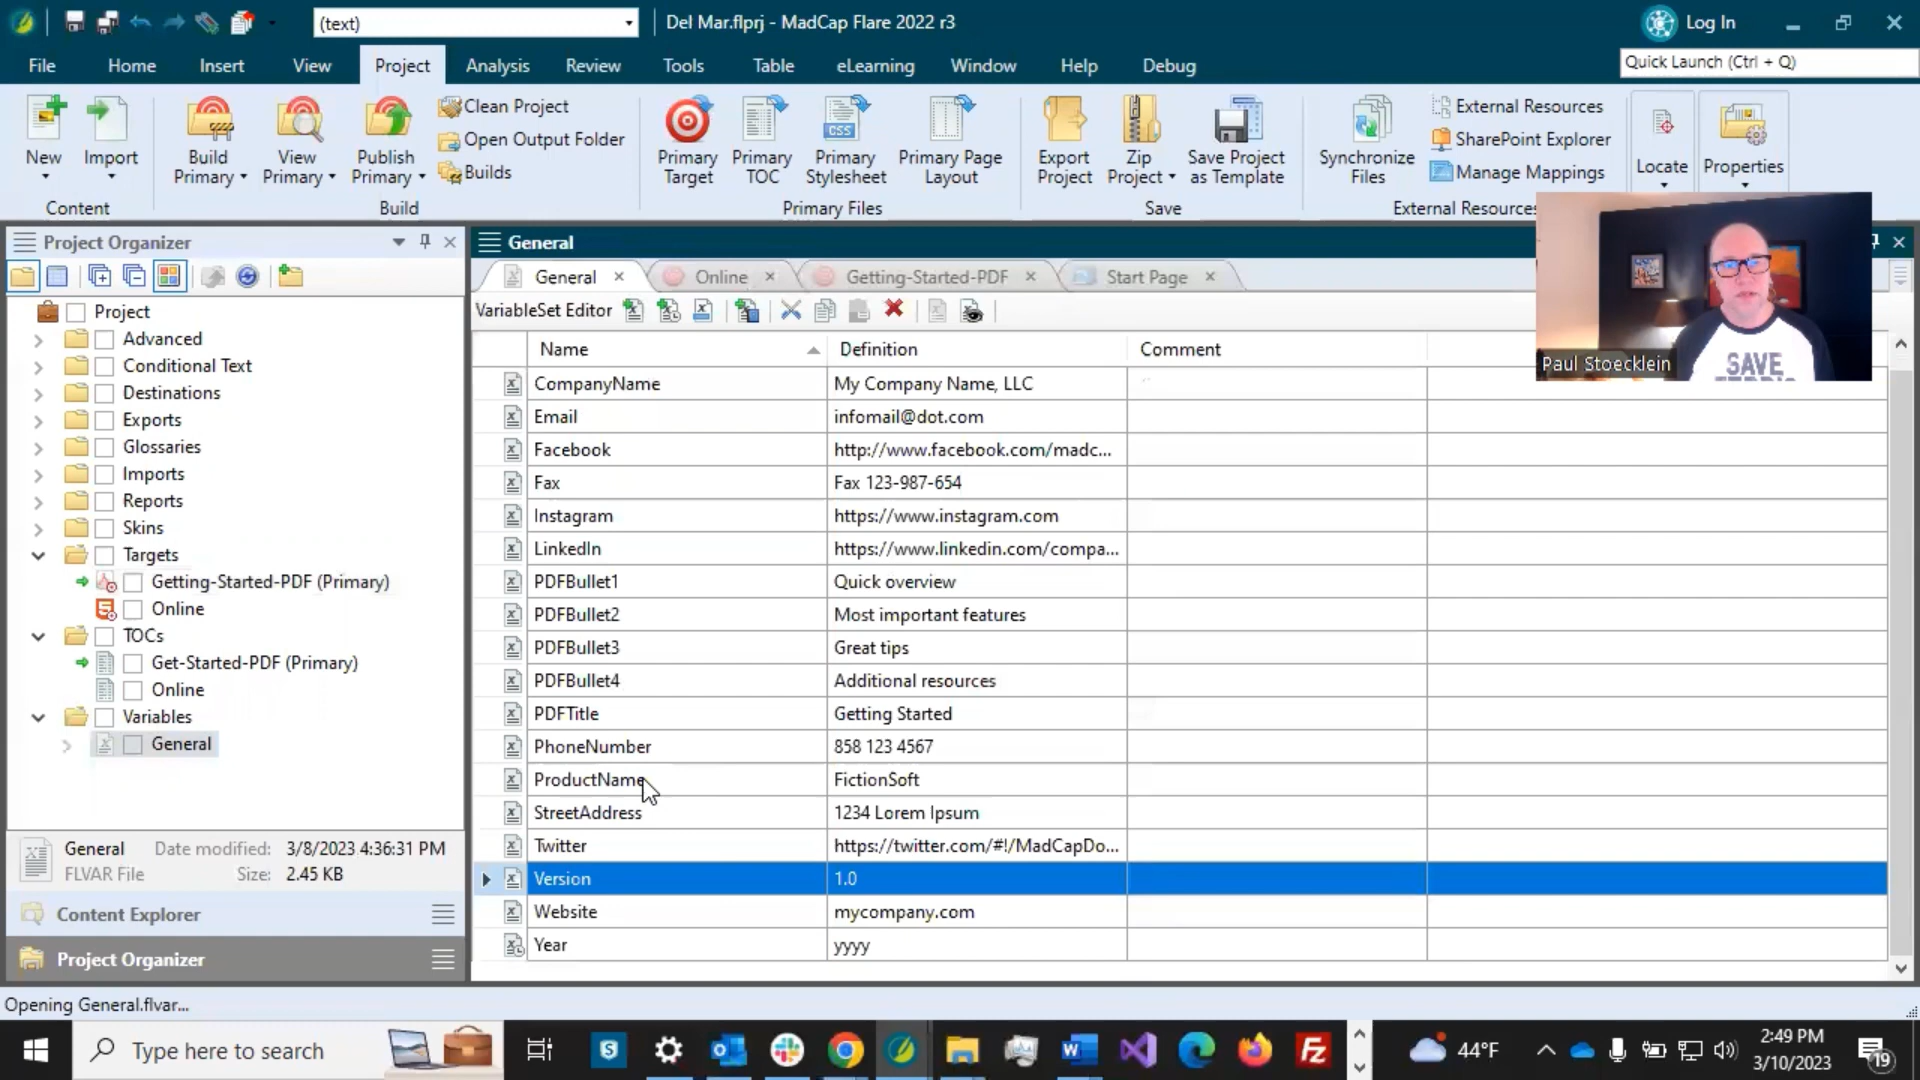 (text)
Del Mar.flprj - MadCap Flare 2022 r3
Log In
File
Home
Insert
View
Project
Analysis
Review
Tools
Table
eLearning
Window
Help
Debug
Quick Launch (Ctrl + Q)
New
Import
Content
Build Primary
View Primary
Publish Primary
Clean Project
Open Output Folder
Builds
Build
Primary Target
Primary TOC
CSS
Primary Stylesheet
Primary Page Layout
Primary Files
Export Project
Zip Project
Save Project as Template
Save
Synchronize Files
External Resources
SharePoint Explorer
Manage Mappings
External Resources
Locate
Properties
Project Organizer
Project
Advanced
Conditional Text
Destinations
Exports
Glossaries
Imports
Reports
Skins
Targets
Getting-Started-PDF (Primary)
Online
TOCs
Get-Started-PDF (Primary)
Online
Variables
General
General Date modified: 3/8/2023 4:36:31 PM
FLVAR File Size: 2.45 KB
Content Explorer
Project Organizer
General
General
Online
Getting-Started-PDF
Start Page
VariableSet Editor
Name Definition Comment
CompanyName My Company Name, LLC
Email infomail@dot.com
Facebook http://www.facebook.com/madc...
Fax Fax 123-987-654
Instagram https://www.instagram.com
LinkedIn https://www.linkedin.com/compa...
PDFBullet1 Quick overview
PDFBullet2 Most important features
PDFBullet3 Great tips
PDFBullet4 Additional resources
PDFTitle Getting Started
PhoneNumber 858 123 4567
ProductName FictionSoft
StreetAddress 1234 Lorem Ipsum
Twitter https://twitter.com/#!/MadCapDo...
Version 1.0
Website mycompany.com
Year yyyy
Paul Stoecklein
SAVE
Opening General.flvar...
Type here to search
44°F
2:49 PM
3/10/2023
19